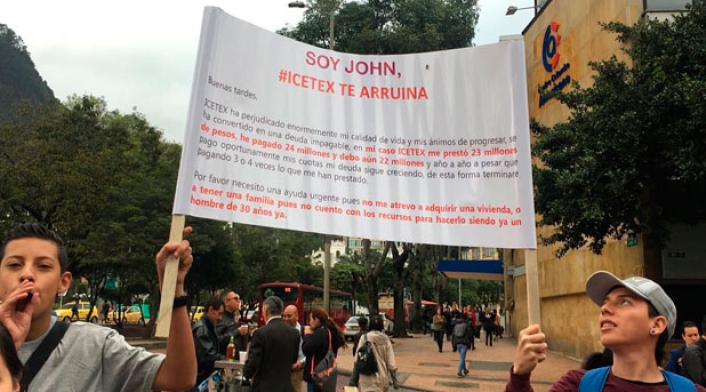 SOY JOHN,
#ICETEX TE ARRUINA
Buenas tardes,
ICETEX ha perjudicado enormemente mi calidad de vida y mis ánimos de progresar, se
ha convertido en una deuda impagable, en mi caso ICETEX me prestó 23 millones
de pesos, he pagado 24 millones y debo aún 22 millones y año a año a pesar que
pago oportunamente mis cuotas mi deuda sigue creciendo, de esta forma terminare
pagando 3 o 4 veces lo que me han prestado.
Por favor necesito una ayuda urgente pues no me atrevo a adquirir una vivienda, o
a tener una familia pues no cuento con los recursos para hacerlo siendo ya un
hombre de 30 años ya.